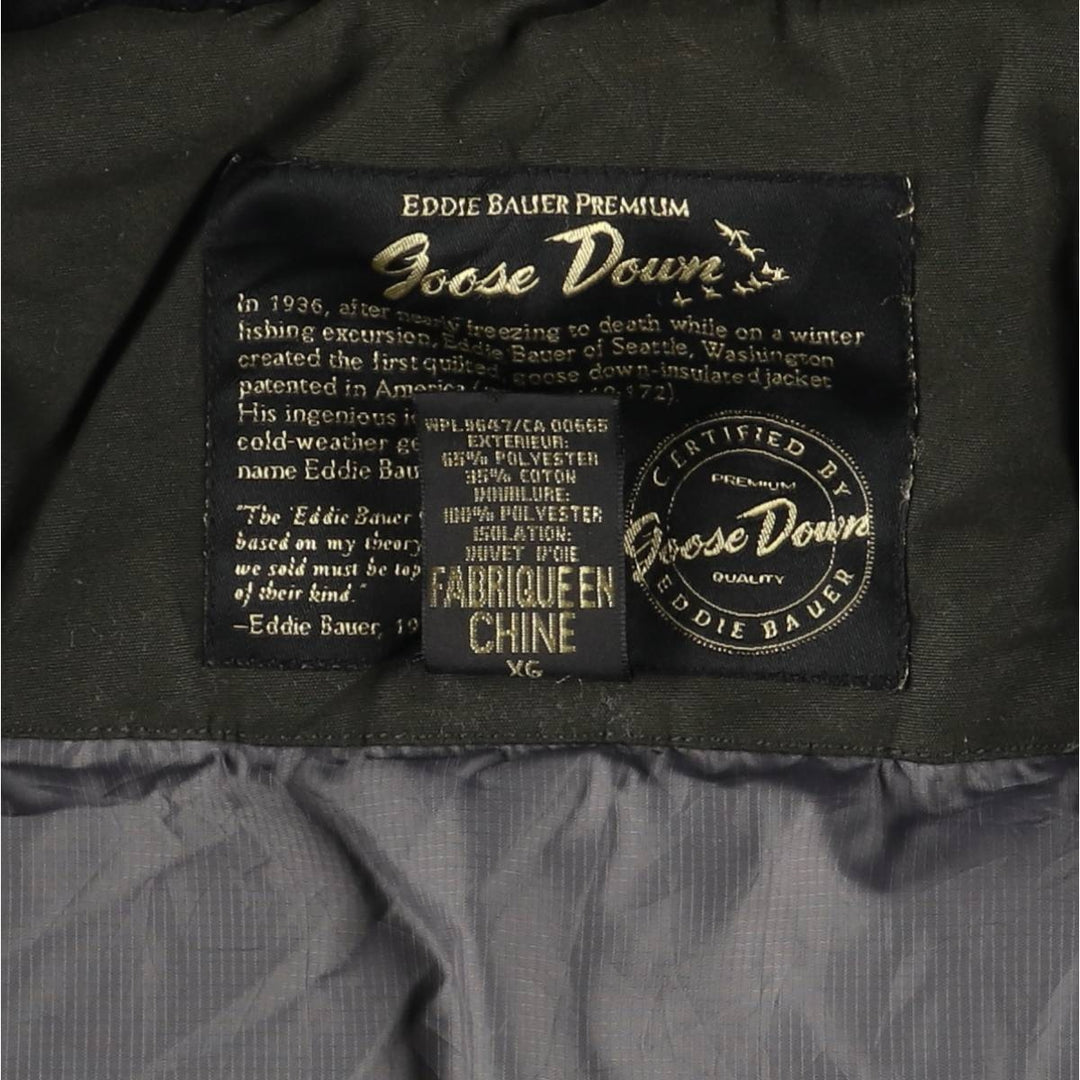 EDDIE BAUER PREMIUM
Goose Down
In 1936, after nearly freezing to death while on a winter
fishing excursion, Eddie Bauer of Seattle, Washington
created the first quilted, goose down-insulated jacket
patented in America
His ingenious
cold-weather
name Eddie Bau
"The Eddie Bauer
based on my theory
we sold must be top
of their kind."
—Eddie Bauer, 19
WPL 9647/CA 00665
EXTERIEUR:
65% POLYESTER
35% COTON
DOUBLURE:
100% POLYESTER
ISOLATION:
DUVET D'OIE
FABRIQUE EN
CHINE
XG
CERTIFIED BY
PREMIUM
Goose Down
QUALITY
EDDIE BAUER